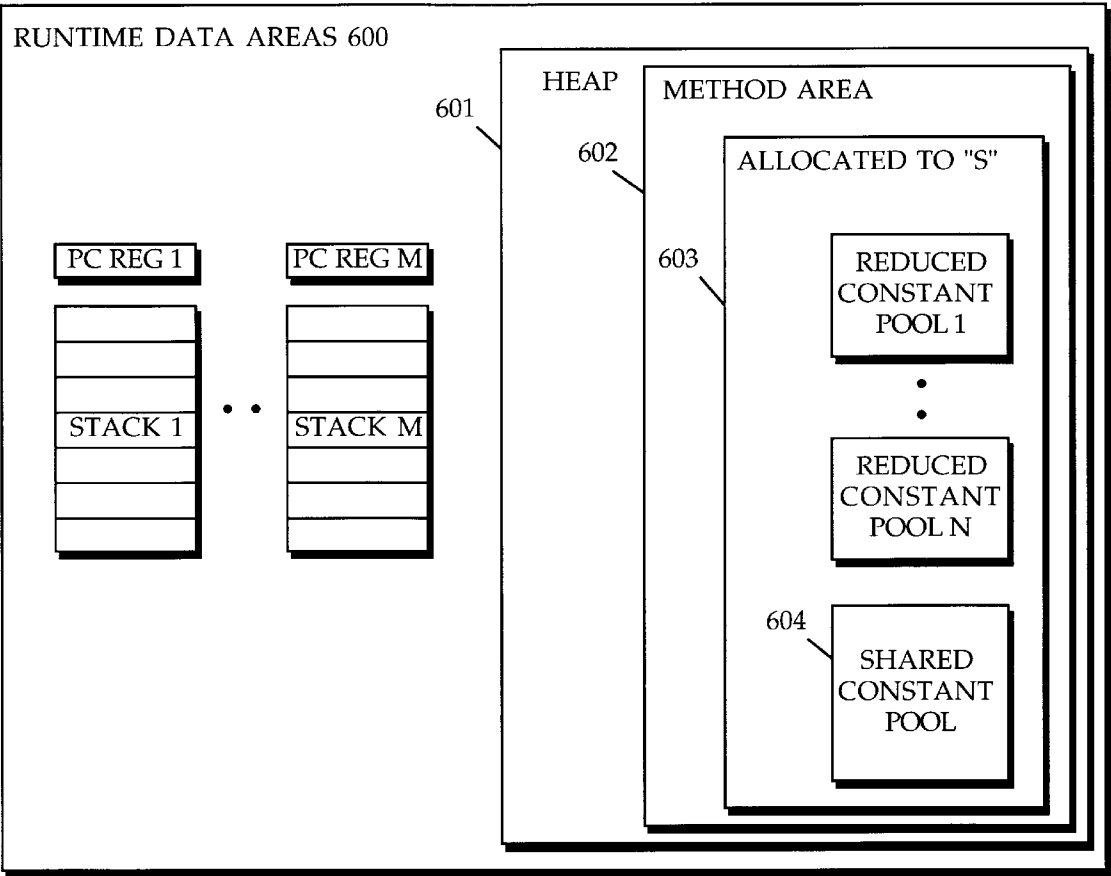 RUNTIME DATA AREAS 600
HEAP
METHOD AREA
601
602
ALLOCATED TO "S"
603
PC REG 1
PC REG M
STACK 1
STACK M
REDUCED
CONSTANT
POOL 1
REDUCED
CONSTANT
POOL N
604
SHARED
CONSTANT
POOL